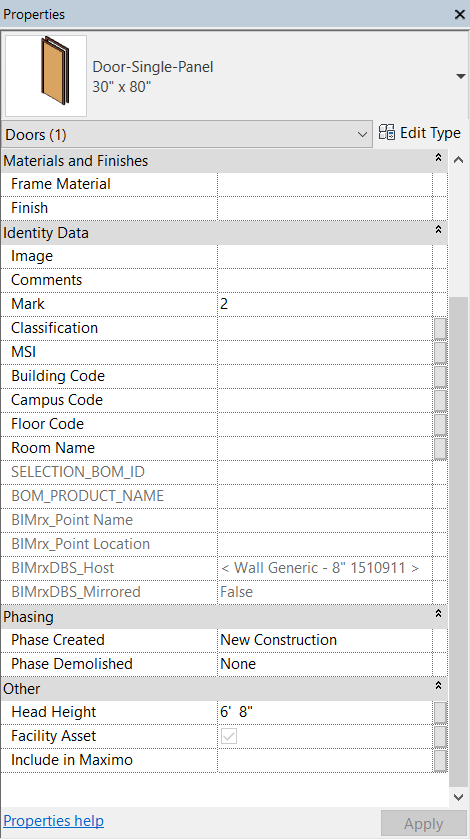 Properties
Door-Single-Panel
30" x 80"
Doors (1)
Edit Type
Materials and Finishes
Frame Material
Finish
Identity Data
Image
Comments
Mark 2
Classification
MSI
Building Code
Campus Code
Floor Code
Room Name
SELECTION_BOM_ID
BOM_PRODUCT_NAME
BIMrx_Point Name
BIMrx_Point Location
BIMrxDBS_Host < Wall Generic - 8" 1510911 >
BIMrxDBS_Mirrored False
Phasing
Phase Created New Construction
Phase Demolished None
Other
Head Height 6'  8"
Facility Asset
Include in Maximo
Properties help
Apply